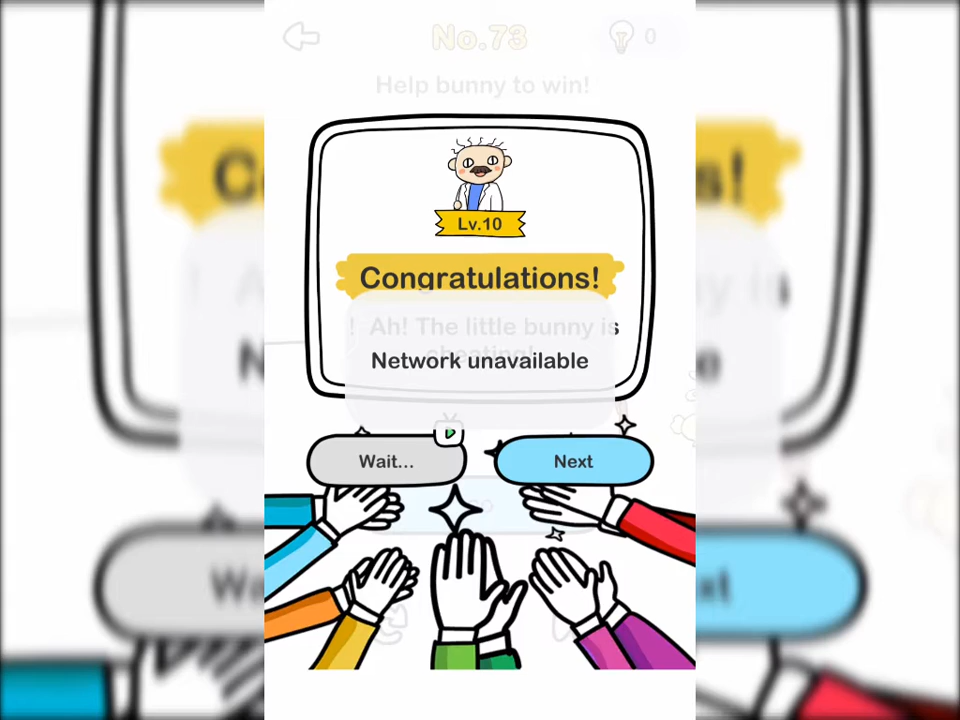 No.73
0
Help bunny to win!
Lv.10
Congratulations!
! Ah! The little bunny is
cheating!
Network unavailable
Wait...
Next